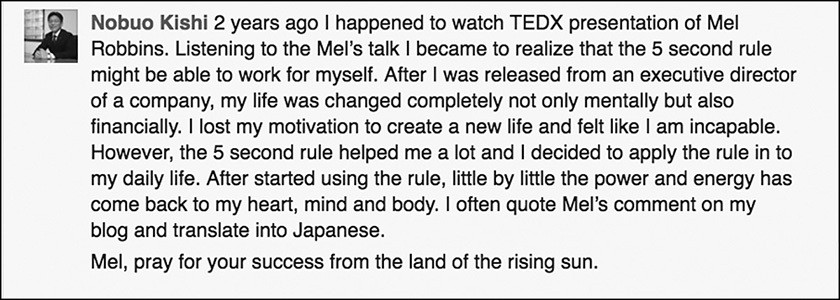 Nobuo Kishi 2 years ago I happened to watch TEDX presentation of Mel
Robbins. Listening to the Mel’s talk I became to realize that the 5 second rule
might be able to work for myself. After I was released from an executive director
of a company, my life was changed completely not only mentally but also
financially. I lost my motivation to create a new life and felt like I am incapable.
However, the 5 second rule helped me a lot and I decided to apply the rule in to
my daily life. After started using the rule, little by little the power and energy has
come back to my heart, mind and body. I often quote Mel’s comment on my
blog and translate into Japanese.
Mel, pray for your success from the land of the rising sun.